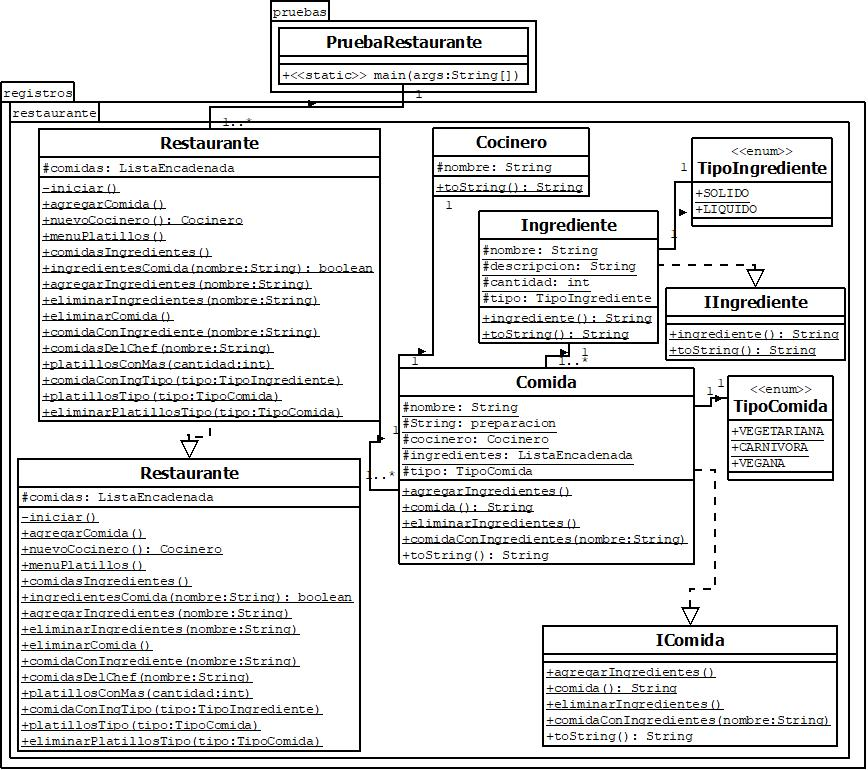 pruebas
PruebaRestaurante
+<<static>> main(args:String[])
1
registros
restaurante
1..*
Restaurante
#comidas: ListaEncadenada
-iniciar()
+agregarComida()
+nuevoCocinero(): Cocinero
+menuPlatillos()
+comidasIngredientes()
+ingredientesComida(nombre:String): boolean
+agregarIngredientes(nombre:String)
+eliminarIngredientes(nombre:String)
+eliminarComida()
+comidaConIngrediente(nombre:String)
+comidasDelChef(nombre:String)
+platillosConMas(cantidad:int)
+comidaConIngTipo(tipo:TipoIngrediente)
+platillosTipo(tipo:TipoComida)
+eliminarPlatillosTipo(tipo:TipoComida)
Cocinero
#nombre: String
+toString(): String
1
1
<<enum>>
TipoIngrediente
+SOLIDO
+LIQUIDO
1
1
Ingrediente
#nombre: String
#descripcion: String
#cantidad: int
#tipo: TipoIngrediente
+ingrediente(): String
+toString(): String
1
1..*
IIngrediente
+ingrediente(): String
+toString(): String
Comida
#nombre: String
#String: preparacion
#cocinero: Cocinero
#ingredientes: ListaEncadenada
#tipo: TipoComida
+agregarIngredientes()
+comida(): String
+eliminarIngredientes()
+comidaConIngredientes(nombre:String)
+toString(): String
1
1
<<enum>>
TipoComida
+VEGETARIANA
+CARNIVORA
+VEGANA
1
1..*
Restaurante
#comidas: ListaEncadenada
-iniciar()
+agregarComida()
+nuevoCocinero(): Cocinero
+menuPlatillos()
+comidasIngredientes()
+ingredientesComida(nombre:String): boolean
+agregarIngredientes(nombre:String)
+eliminarIngredientes(nombre:String)
+eliminarComida()
+comidaConIngrediente(nombre:String)
+comidasDelChef(nombre:String)
+platillosConMas(cantidad:int)
+comidaConIngTipo(tipo:TipoIngrediente)
+platillosTipo(tipo:TipoComida)
+eliminarPlatillosTipo(tipo:TipoComida)
IComida
+agregarIngredientes()
+comida(): String
+eliminarIngredientes()
+comidaConIngredientes(nombre:String)
+toString(): String